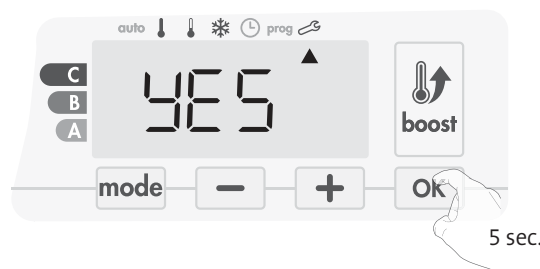 auto prog
C
B
A
YES
boost
mode - + OK
5 sec.